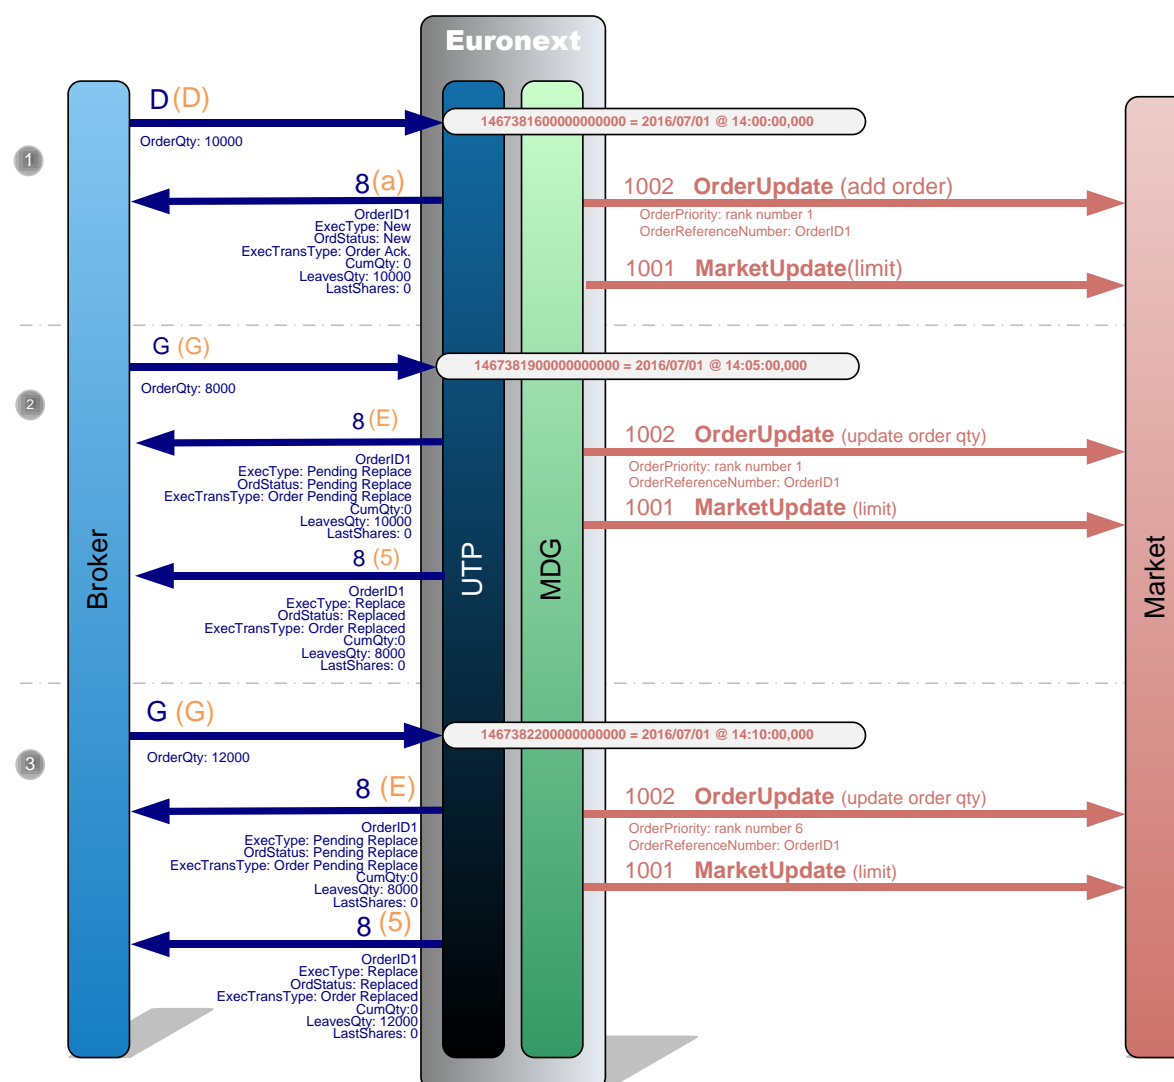 Euronext
D (D)
OrderQty: 10000
1467381600000000000 = 2016/07/01 @ 14:00:00,000
1
8 (a)
OrderID1
ExecType: New
OrdStatus: New
ExecTransType: Order Ack.
CumQty: 0
LeavesQty: 10000
LastShares: 0
1002 OrderUpdate (add order)
OrderPriority: rank number 1
OrderReferenceNumber: OrderID1
1001 MarketUpdate(limit)
G (G)
OrderQty: 8000
1467381900000000000 = 2016/07/01 @ 14:05:00,000
2
8 (E)
OrderID1
ExecType: Pending Replace
OrdStatus: Pending Replace
ExecTransType: Order Pending Replace
CumQty:0
LeavesQty: 10000
LastShares: 0
1002 OrderUpdate (update order qty)
OrderPriority: rank number 1
OrderReferenceNumber: OrderID1
1001 MarketUpdate (limit)
8 (5)
OrderID1
ExecType: Replace
OrdStatus: Replaced
ExecTransType: Order Replaced
CumQty:0
LeavesQty: 8000
LastShares: 0
Broker
UTP
MDG
Market
G (G)
OrderQty: 12000
1467382200000000000 = 2016/07/01 @ 14:10:00,000
3
8 (E)
OrderID1
ExecType: Pending Replace
OrdStatus: Pending Replace
ExecTransType: Order Pending Replace
CumQty:0
LeavesQty: 8000
LastShares: 0
1002 OrderUpdate (update order qty)
OrderPriority: rank number 6
OrderReferenceNumber: OrderID1
1001 MarketUpdate (limit)
8 (5)
OrderID1
ExecType: Replace
OrdStatus: Replaced
ExecTransType: Order Replaced
CumQty:0
LeavesQty: 12000
LastShares: 0